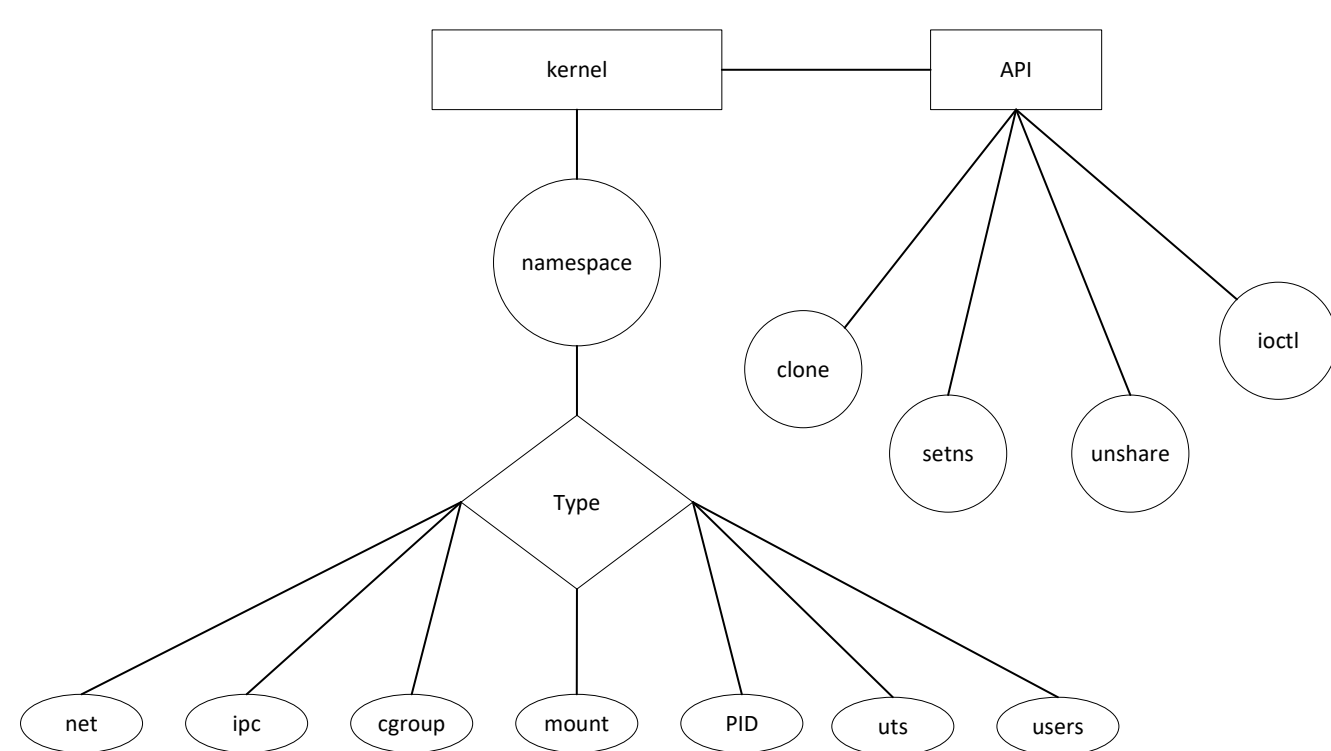 kernel
API
namespace
ioctl
clone
setns
unshare
Type
net
ipc
cgroup
mount
PID
uts
users